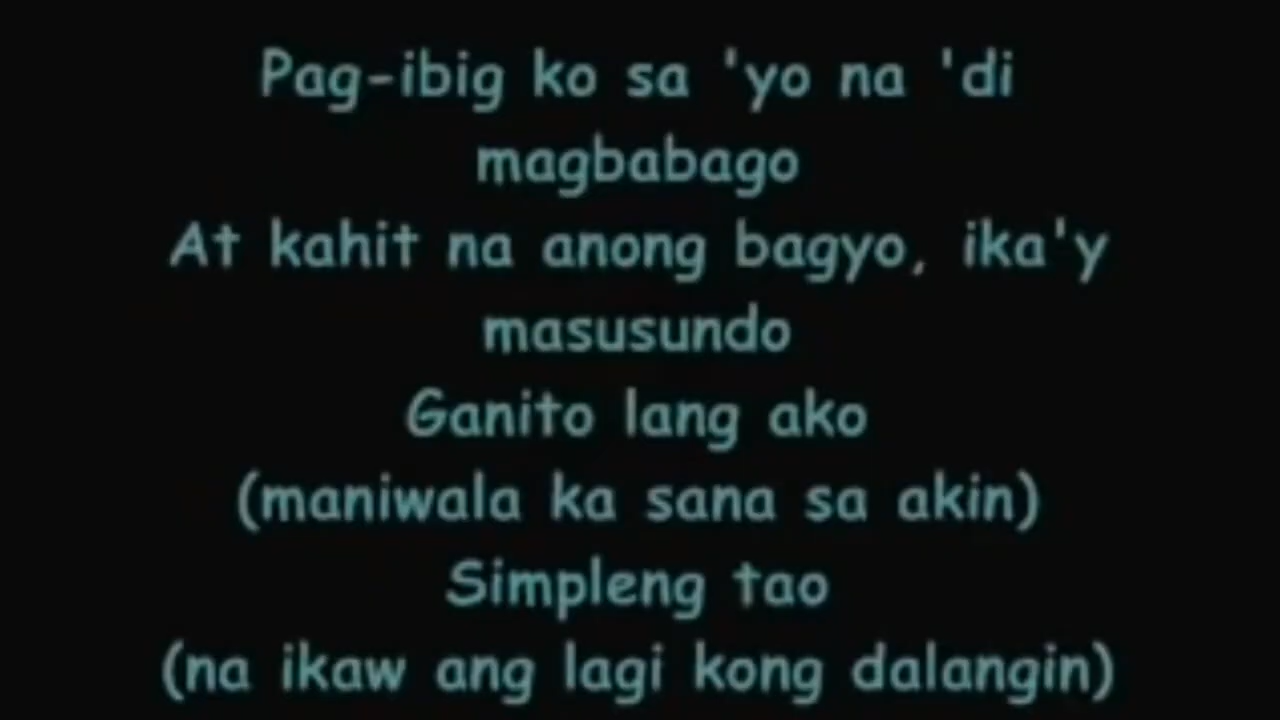 Pag-ibig ko sa 'yo na 'di
magbabago
At kahit na anong bagyo, ika'y
masusundo
Ganito lang ako
(maniwala ka sana sa akin)
Simpleng tao
(na ikaw ang lagi kong dalangin)